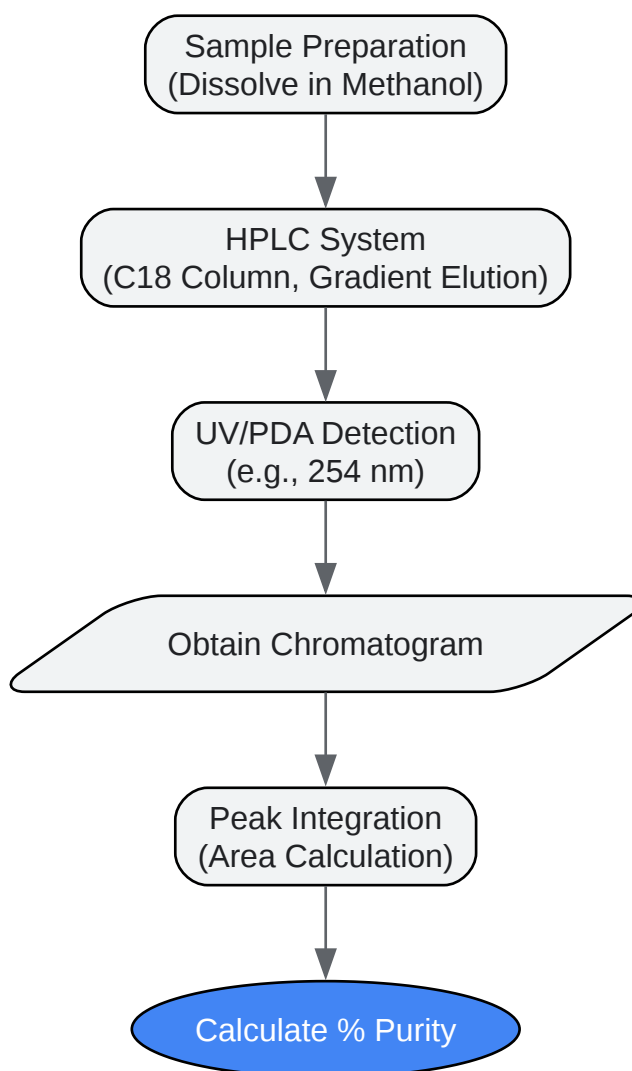 Sample Preparation
(Dissolve in Methanol)
HPLC System
(C18 Column, Gradient Elution)
UV/PDA Detection
(e.g., 254 nm)
Obtain Chromatogram
Peak Integration
(Area Calculation)
Calculate % Purity